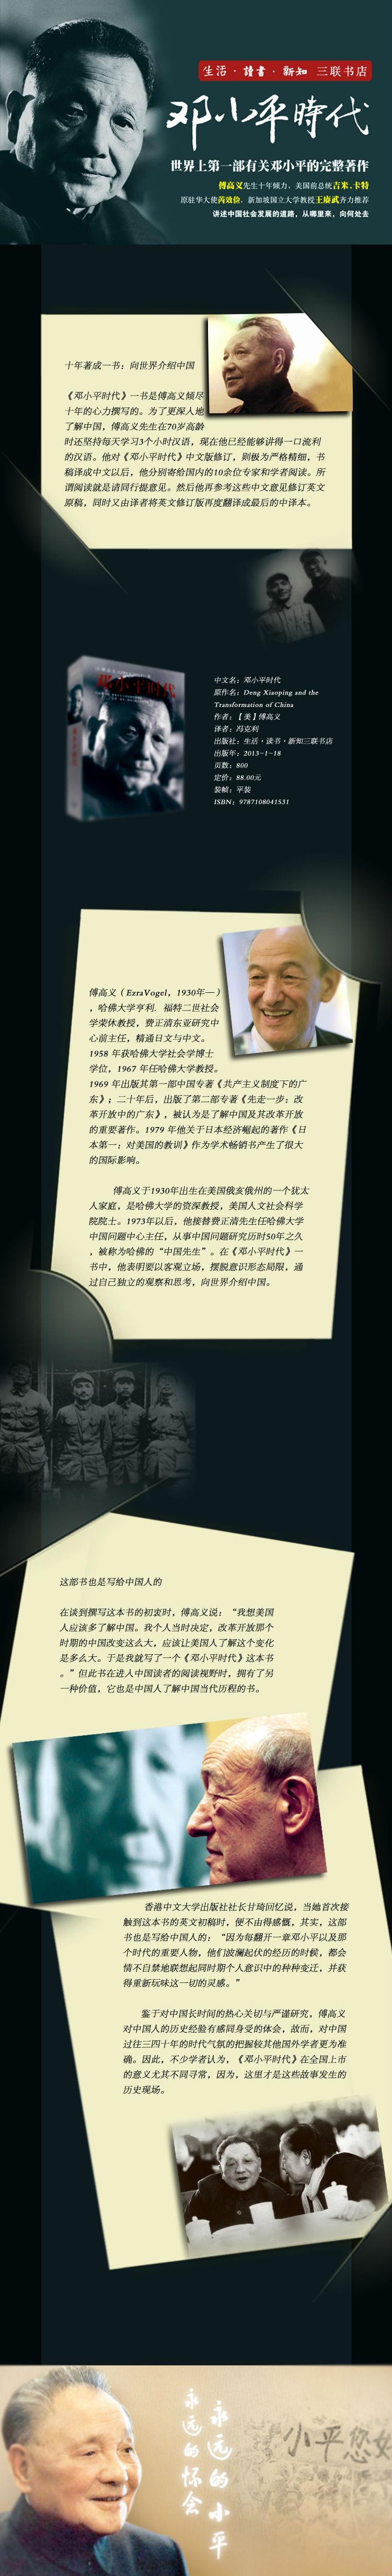 生活·讀書·新知 三联书店
邓小平時代
世界上第一部有关邓小平的完整著作
傅高义先生十年倾力、美国前总统吉米.卡特
原驻华大使芮效俭、新加坡国立大学教授王赓武齐力推荐
讲述中国社会发展的道路，从哪里来，向何处去
十年著成一书：向世界介绍中国
《邓小平时代》一书是傅高义倾尽
十年的心力撰写的。为了更深入地
了解中国，傅高义先生在70岁高龄
时还坚持每天学习3个小时汉语，现在他已经能够讲得一口流利
的汉语。他对《邓小平时代》中文版修订，则极为严格精细，书
稿译成中文以后，他分别寄给国内的10余位专家和学者阅读。所
谓阅读就是请同行提意见。然后他再参考这些中文意见修订英文
原稿，同时又由译者将英文修订版再度翻译成最后的中译本。
邓小平时代
中文名：邓小平时代
原作名：Deng Xiaoping and the
Transformation of China
作者：【美】傅高义
译者：冯克利
出版社：生活·读书·新知三联书店
出版年：2013-1-18
页数：800
定价：88.00元
装帧：平装
ISBN：9787108041531
傅高义（EzraVogel，1930年—）
，哈佛大学亨利．福特二世社会
学荣休教授，费正清东亚研究中
心前主任，精通日文与中文。
1958 年获哈佛大学社会学博士
学位，1967 年任哈佛大学教授。
1969 年出版其第一部中国专著《共产主义制度下的广
东》；二十年后，出版了第二部专著《先走一步：改
革开放中的广东》，被认为是了解中国及其改革开放
的重要著作。1979 年他关于日本经济崛起的著作《日
本第一：对美国的教训》作为学术畅销书产生了很大
的国际影响。
傅高义于1930年出生在美国俄亥俄州的一个犹太
人家庭，是哈佛大学的资深教授，美国人文社会科学
院院士。1973年以后，他接替费正清先生任哈佛大学
中国问题中心主任，从事中国问题研究历时50年之久
，被称为哈佛的“中国先生”。在《邓小平时代》一
书中，他表明要以客观立场，摆脱意识形态局限，通
过自己独立的观察和思考，向世界介绍中国。
这部书也是写给中国人的
在谈到撰写这本书的初衷时，傅高义说：“我想美国
人应该多了解中国。我个人当时决定，改革开放那个
时期的中国改变这么大，应该让美国人了解这个变化
是多么大。于是我就写了一个《邓小平时代》这本书
。”但此书在进入中国读者的阅读视野时，拥有了另
一种价值，它也是中国人了解中国当代历程的书。
香港中文大学出版社社长甘琦回忆说，当她首次接
触到这本书的英文初稿时，便不由得感慨，其实，这部
书也是写给中国人的：“因为每翻开一章邓小平以及那
个时代的重要人物，他们波澜起伏的经历的时候，都会
情不自禁地联想起同时期个人意识中的种种变迁，并获
得重新玩味这一切的灵感。”
鉴于对中国长时间的热心关切与严谨研究，傅高义
对中国人的历史经验有感同身受的体会，故而，对中国
过往三四十年的时代气氛的把握较其他国外学者更为准
确。因此，不少学者认为，《邓小平时代》在全国上市
的意义尤其不同寻常，因为，这里才是这些故事发生的
历史现场。
永远的小平
永远的怀念
小平您好